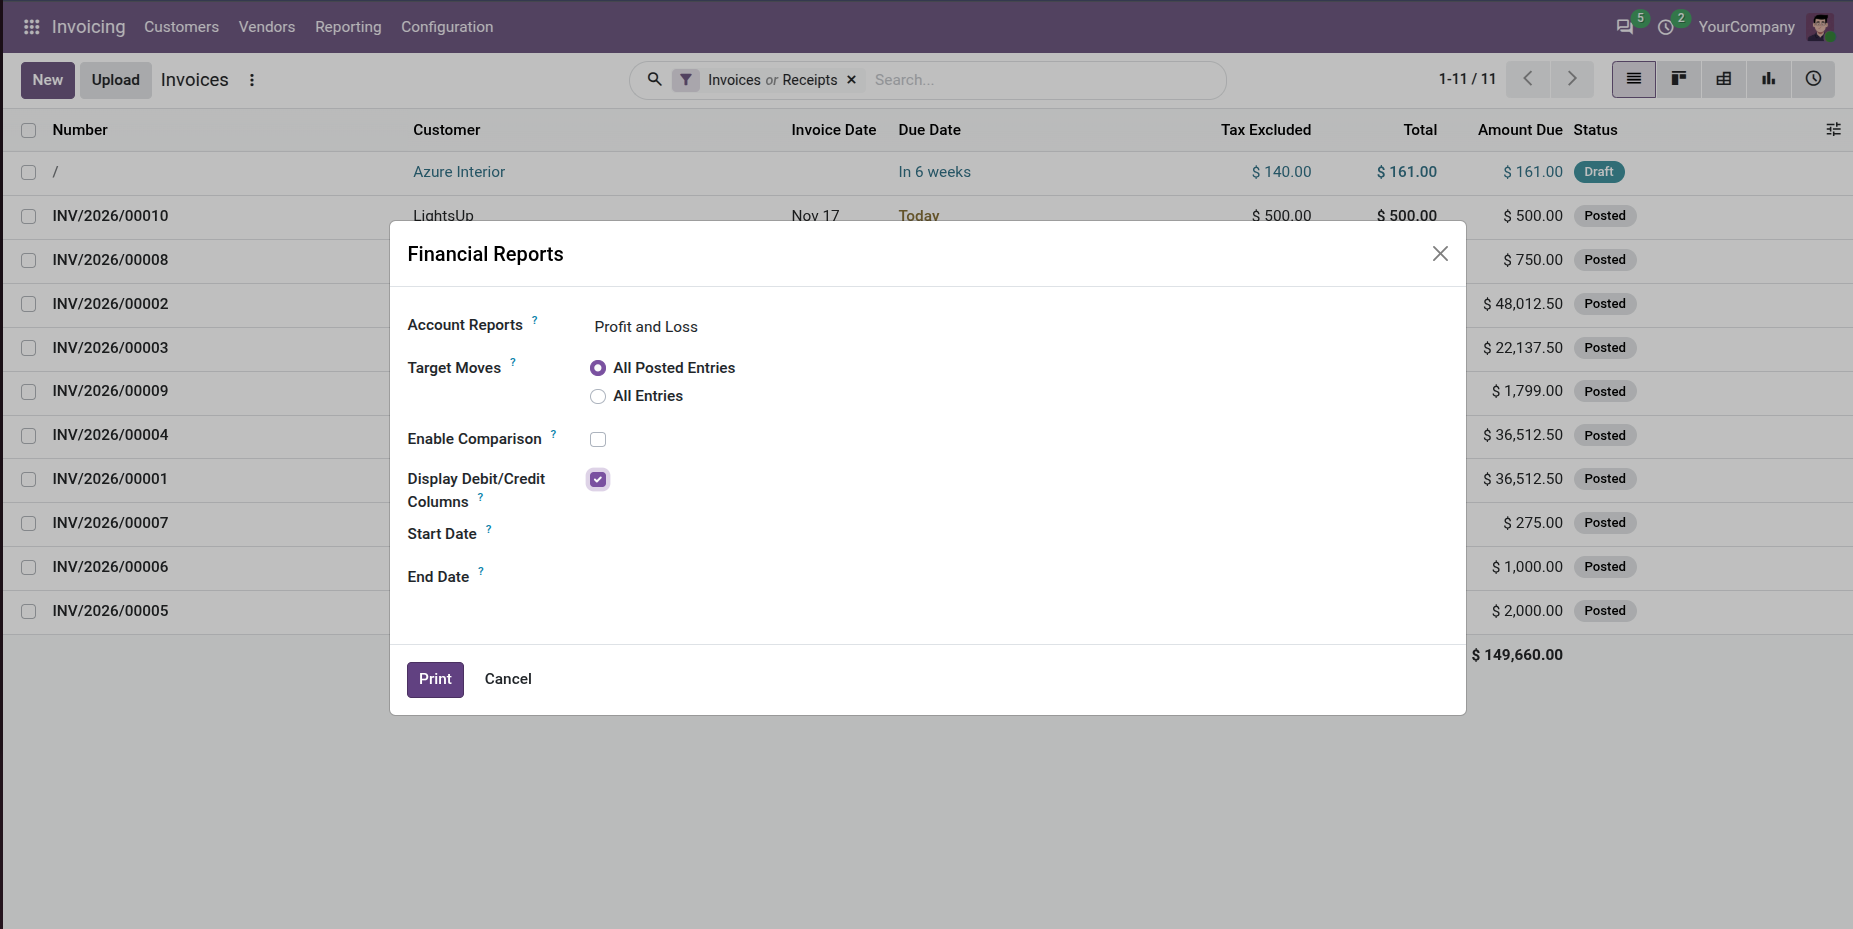 Invoicing Customers Vendors Reporting Configuration 5 2 YourCompany
New Upload Invoices Invoices or Receipts Search... 1-11 / 11
Number Customer Invoice Date Due Date Tax Excluded Total Amount Due Status
/ Azure Interior In 6 weeks $ 140.00 $ 161.00 $ 161.00 Draft
INV/2026/00010 LightsUp Nov 17 Today $ 500.00 $ 500.00 $ 500.00 Posted
INV/2026/00008 $ 750.00 Posted
INV/2026/00002 $ 48,012.50 Posted
INV/2026/00003 $ 22,137.50 Posted
INV/2026/00009 $ 1,799.00 Posted
INV/2026/00004 $ 36,512.50 Posted
INV/2026/00001 $ 36,512.50 Posted
INV/2026/00007 $ 275.00 Posted
INV/2026/00006 $ 1,000.00 Posted
INV/2026/00005 $ 2,000.00 Posted
$ 149,660.00
Financial Reports
Account Reports ? Profit and Loss
Target Moves ? All Posted Entries
All Entries
Enable Comparison ?
Display Debit/Credit
Columns ?
Start Date ?
End Date ?
Print Cancel